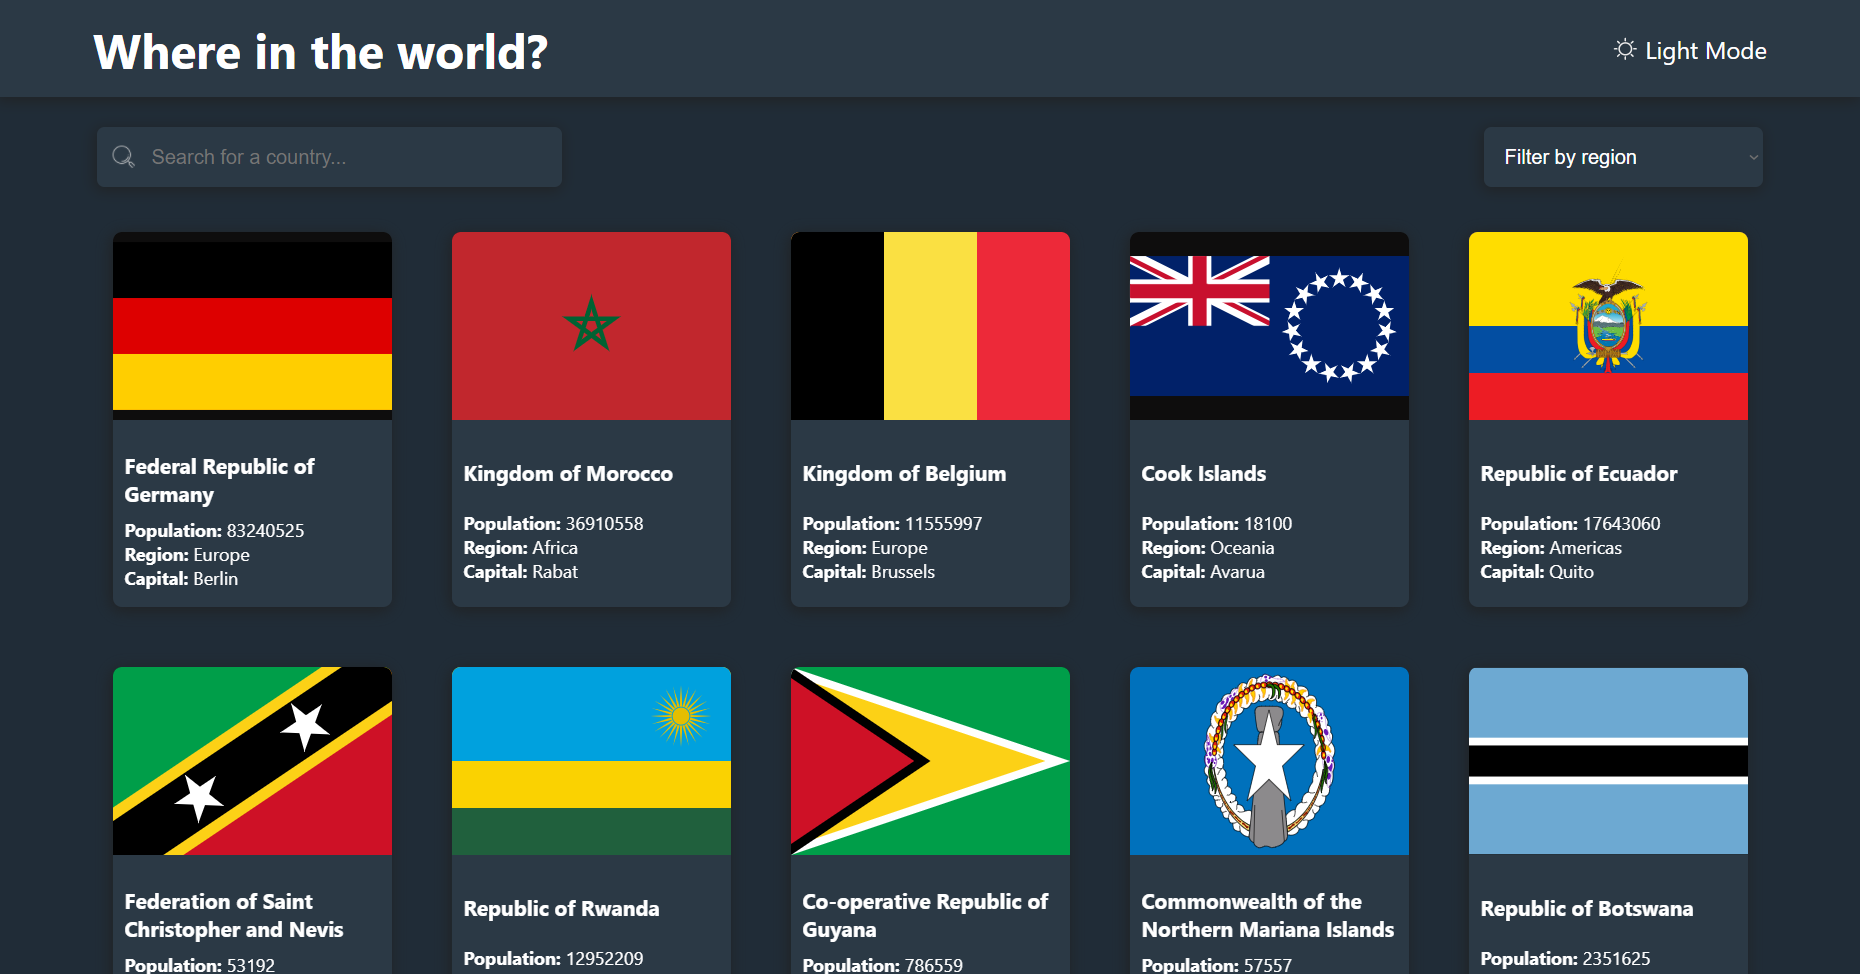 Where in the world?
Light Mode
Search for a country...
Filter by region
Federal Republic of
Germany
Population: 83240525
Region: Europe
Capital: Berlin
Kingdom of Morocco
Population: 36910558
Region: Africa
Capital: Rabat
Kingdom of Belgium
Population: 11555997
Region: Europe
Capital: Brussels
Cook Islands
Population: 18100
Region: Oceania
Capital: Avarua
Republic of Ecuador
Population: 17643060
Region: Americas
Capital: Quito
Federation of Saint
Christopher and Nevis
Population: 53192
Republic of Rwanda
Population: 12952209
Co-operative Republic of
Guyana
Population: 786559
Commonwealth of the
Northern Mariana Islands
Population: 57557
Republic of Botswana
Population: 2351625